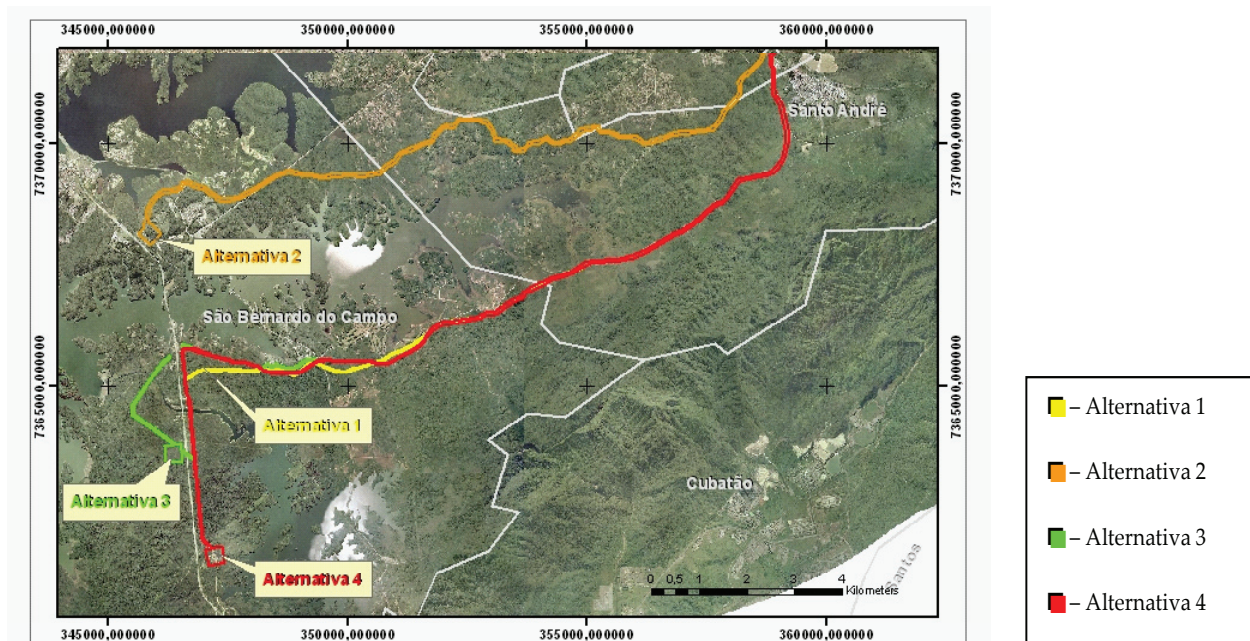 345000,000000 350000,000000 355000,000000 360000,000000
7370000,000000
7370000,000000
Santo André
Alternativa 2
São Bernardo do Campo
7365000,000000
7365000,000000
Alternativa 1
Alternativa 3
Cubatão
Alternativa 4
Santos
0 0,5 1 2 3 4
Kilometers
345000,000000 350000,000000 355000,000000 360000,000000
– Alternativa 1
– Alternativa 2
– Alternativa 3
– Alternativa 4